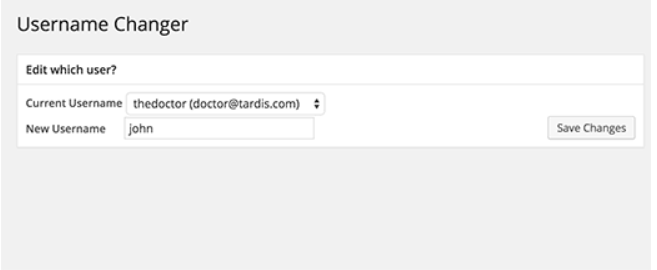 Username Changer
Edit which user?
Current Username thedoctor (doctor@tardis.com)
New Username john Save Changes